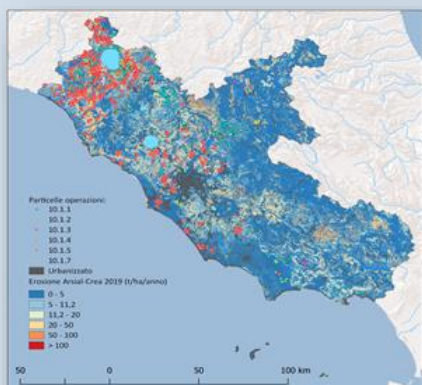 Particelle operazioni:
10.1.1
10.1.2
10.1.3
10.1.4
10.1.5
10.1.7
Urbanizzato
Erosione Arsial-Crea 2019 (t/ha/anno)
0 - 5
5 - 11,2
11,2 - 20
20 - 50
50 - 100
> 100
50 0 50 100 km